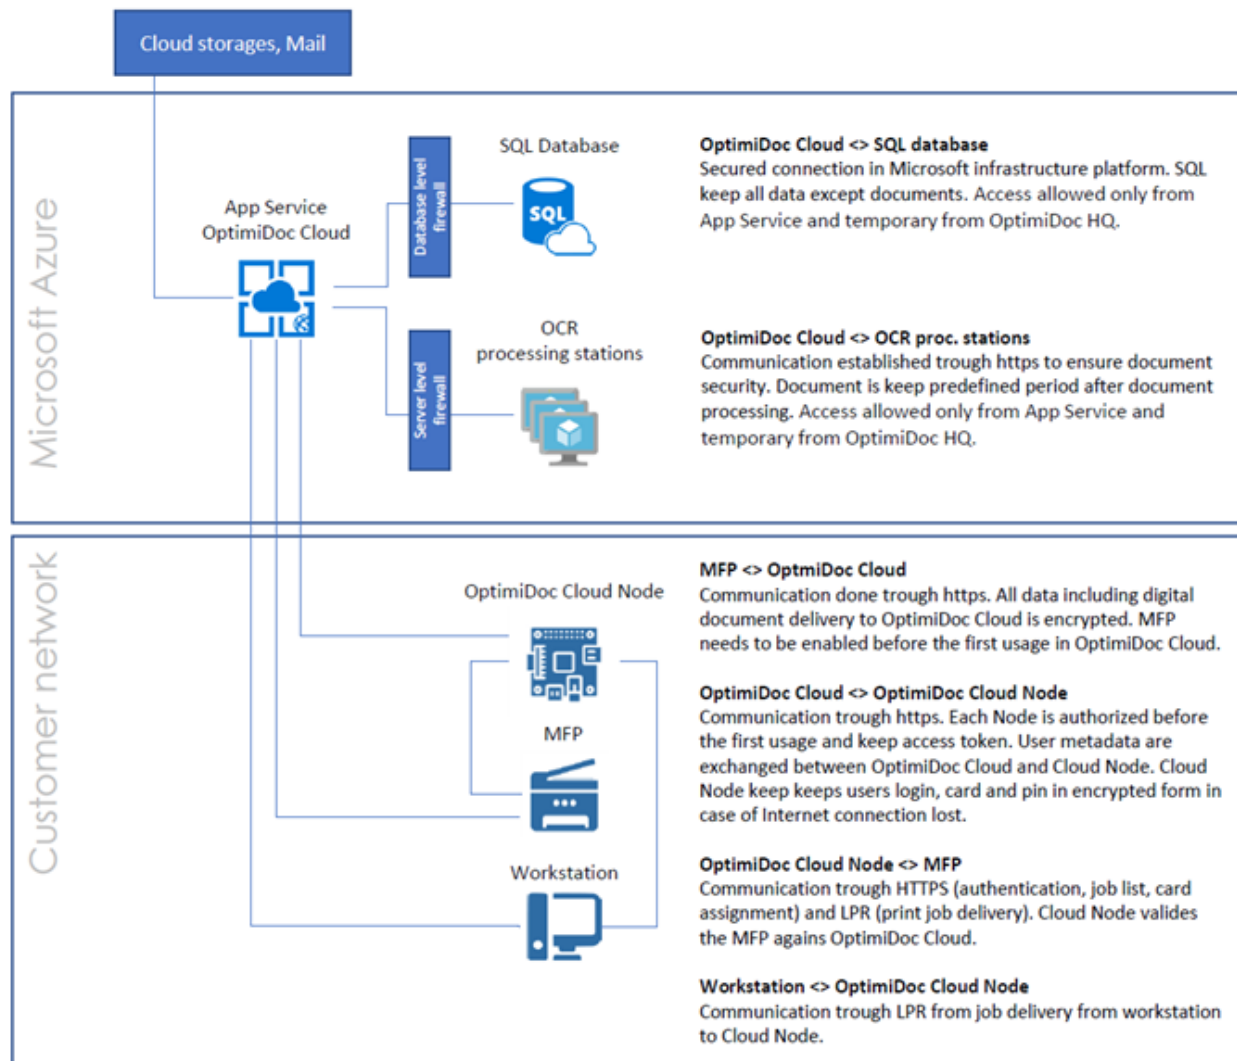 Cloud storages, Mail
Microsoft Azure
App Service
OptimiDoc Cloud
Database level
firewall
SQL Database
SQL
OptimiDoc Cloud <> SQL database
Secured connection in Microsoft infrastructure platform. SQL
keep all data except documents. Access allowed only from
App Service and temporary from OptimiDoc HQ.
Server level
firewall
OCR
processing stations
OptimiDoc Cloud <> OCR proc. stations
Communication established trough https to ensure document
security. Document is keep predefined period after document
processing. Access allowed only from App Service and
temporary from OptimiDoc HQ.
Customer network
OptimiDoc Cloud Node
MFP
Workstation
MFP <> OptmiDoc Cloud
Communication done trough https. All data including digital
document delivery to OptimiDoc Cloud is encrypted. MFP
needs to be enabled before the first usage in OptimiDoc Cloud.
OptimiDoc Cloud <> OptimiDoc Cloud Node
Communication trough https. Each Node is authorized before
the first usage and keep access token. User metadata are
exchanged between OptimiDoc Cloud and Cloud Node. Cloud
Node keep keeps users login, card and pin in encrypted form in
case of Internet connection lost.
OptimiDoc Cloud Node <> MFP
Communication trough HTTPS (authentication, job list, card
assignment) and LPR (print job delivery). Cloud Node valides
the MFP agains OptimiDoc Cloud.
Workstation <> OptimiDoc Cloud Node
Communication trough LPR from job delivery from workstation
to Cloud Node.